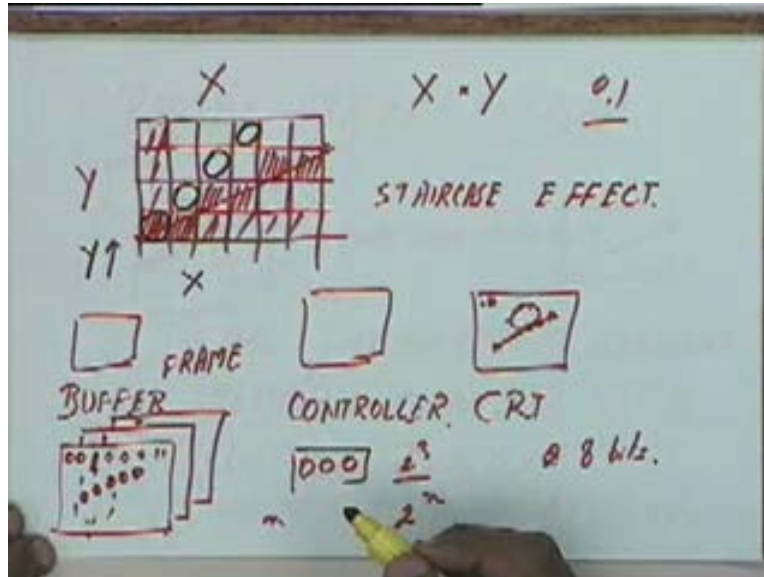 X X • Y 0.1
Y STAIRCASE EFFECT.
Y↑
X
FRAME
BUFFER CONTROLLER. CRT
000 2³ 8 bits.
n 2ⁿ